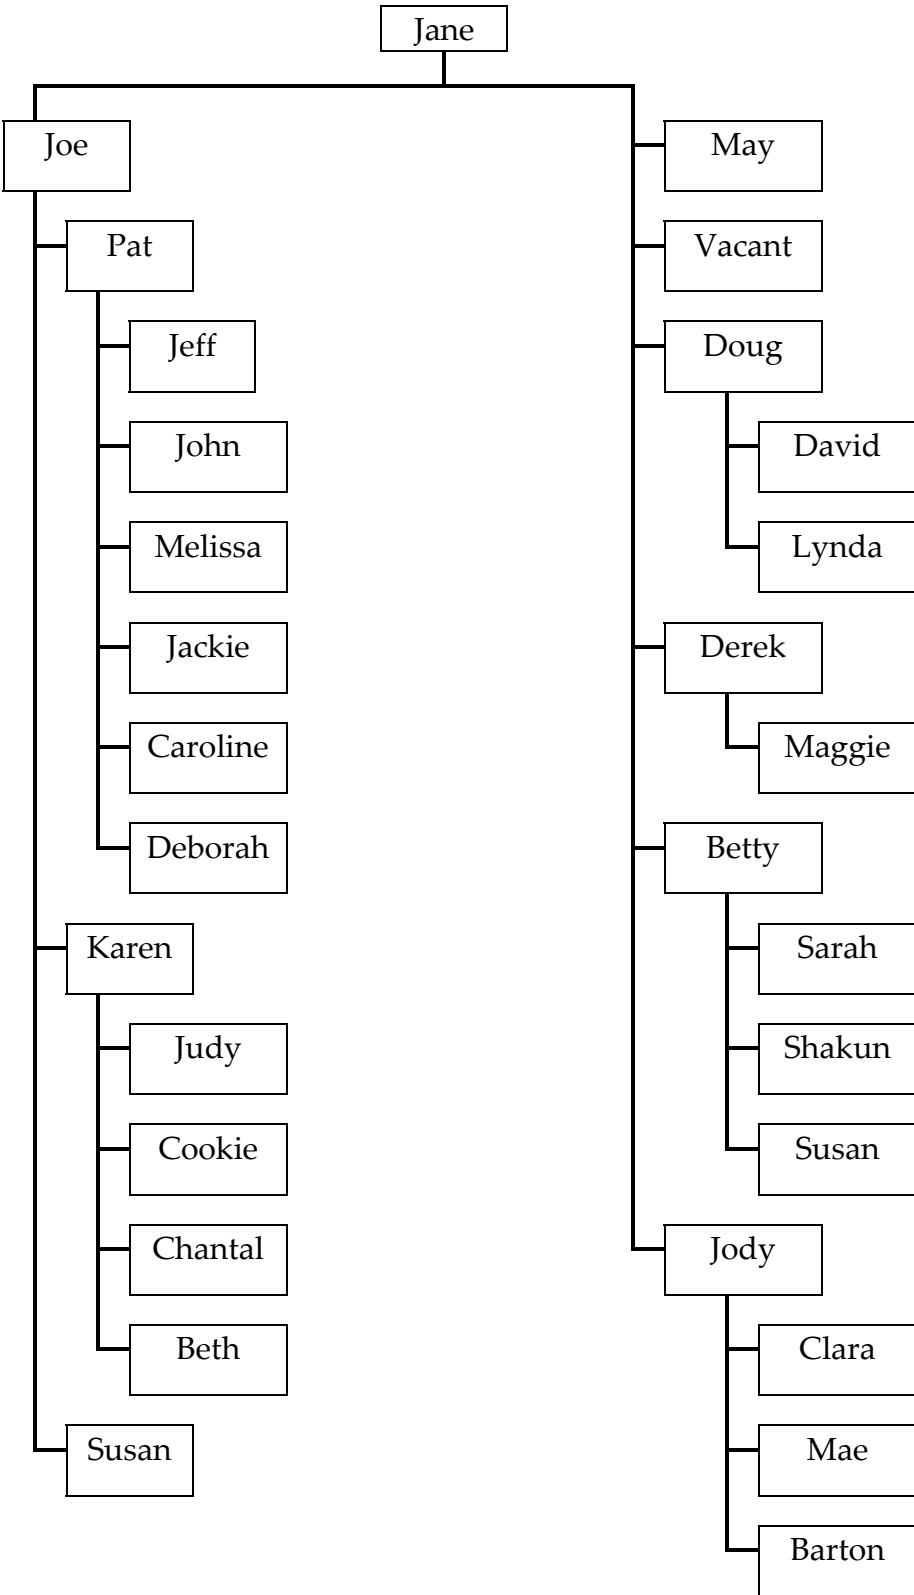 Jane
Joe
Pat
Jeff
John
Melissa
Jackie
Caroline
Deborah
Karen
Judy
Cookie
Chantal
Beth
Susan
May
Vacant
Doug
David
Lynda
Derek
Maggie
Betty
Sarah
Shakun
Susan
Jody
Clara
Mae
Barton